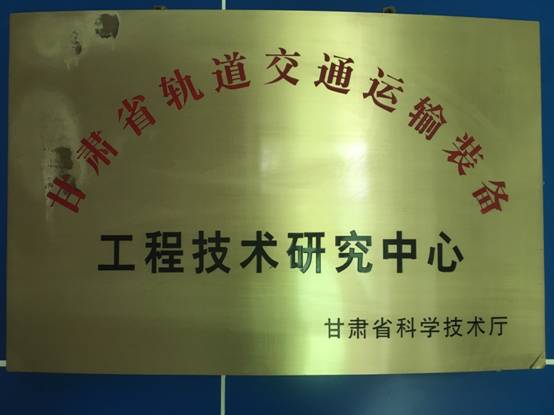 甘肃省轨道交通运输装备
工程技术研究中心
甘肃省科学技术厅